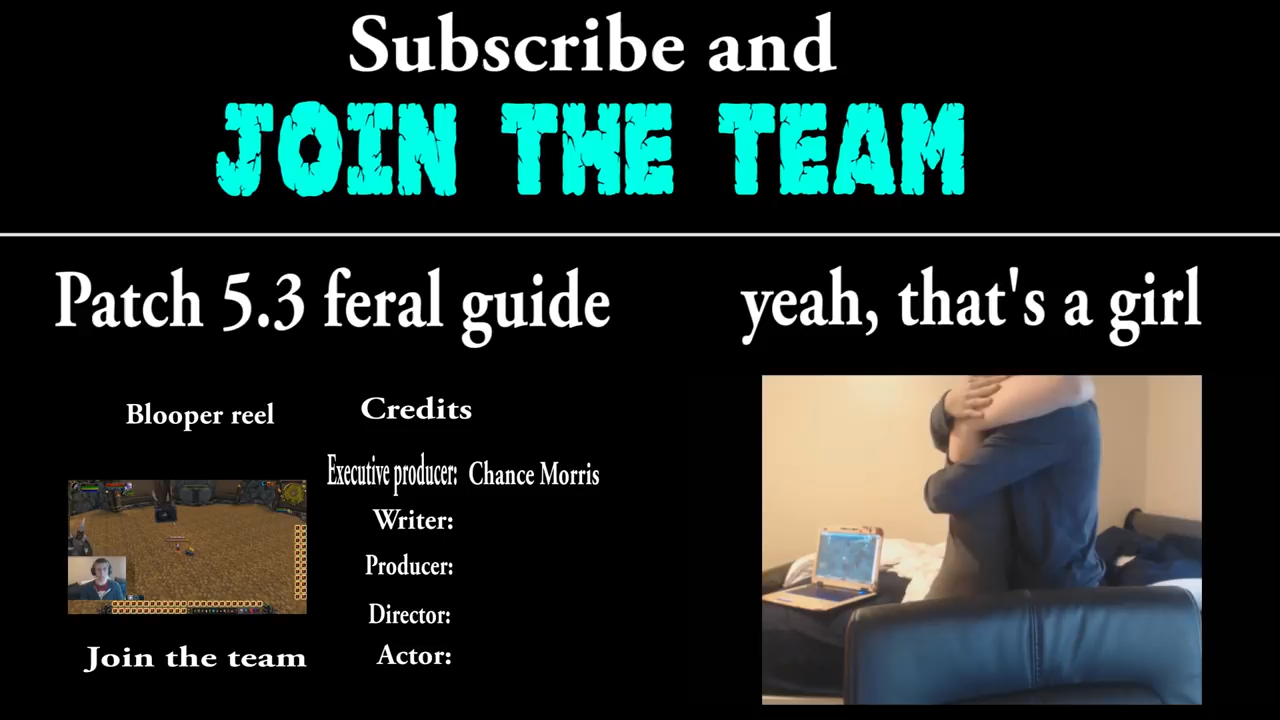 Subscribe and
JOIN THE TEAM
Patch 5.3 feral guide
yeah, that's a girl
Blooper reel
Credits
Executive producer: Chance Morris
Writer:
Producer:
Director:
Actor:
Join the team